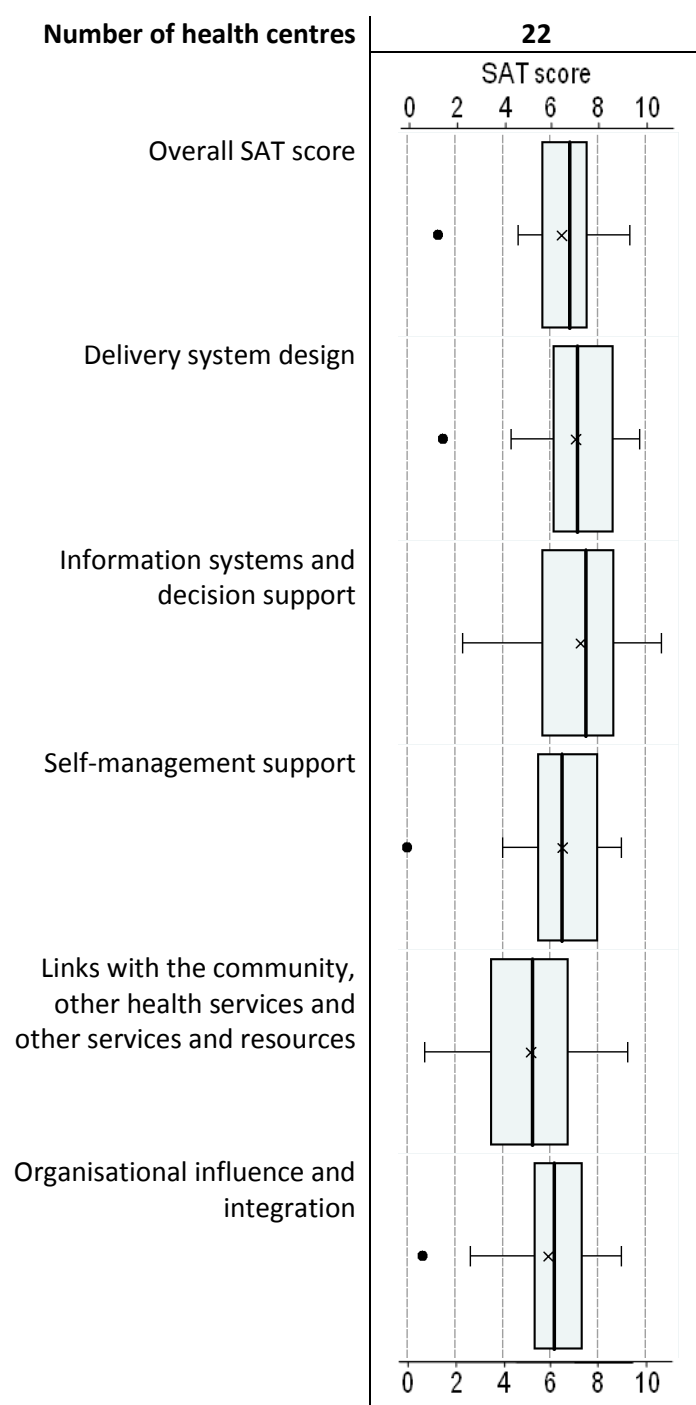 Number of health centres 22
SAT score
0 2 4 6 8 10
Overall SAT score
Delivery system design
Information systems and
decision support
Self-management support
Links with the community,
other health services and
other services and resources
Organisational influence and
integration
0 2 4 6 8 10